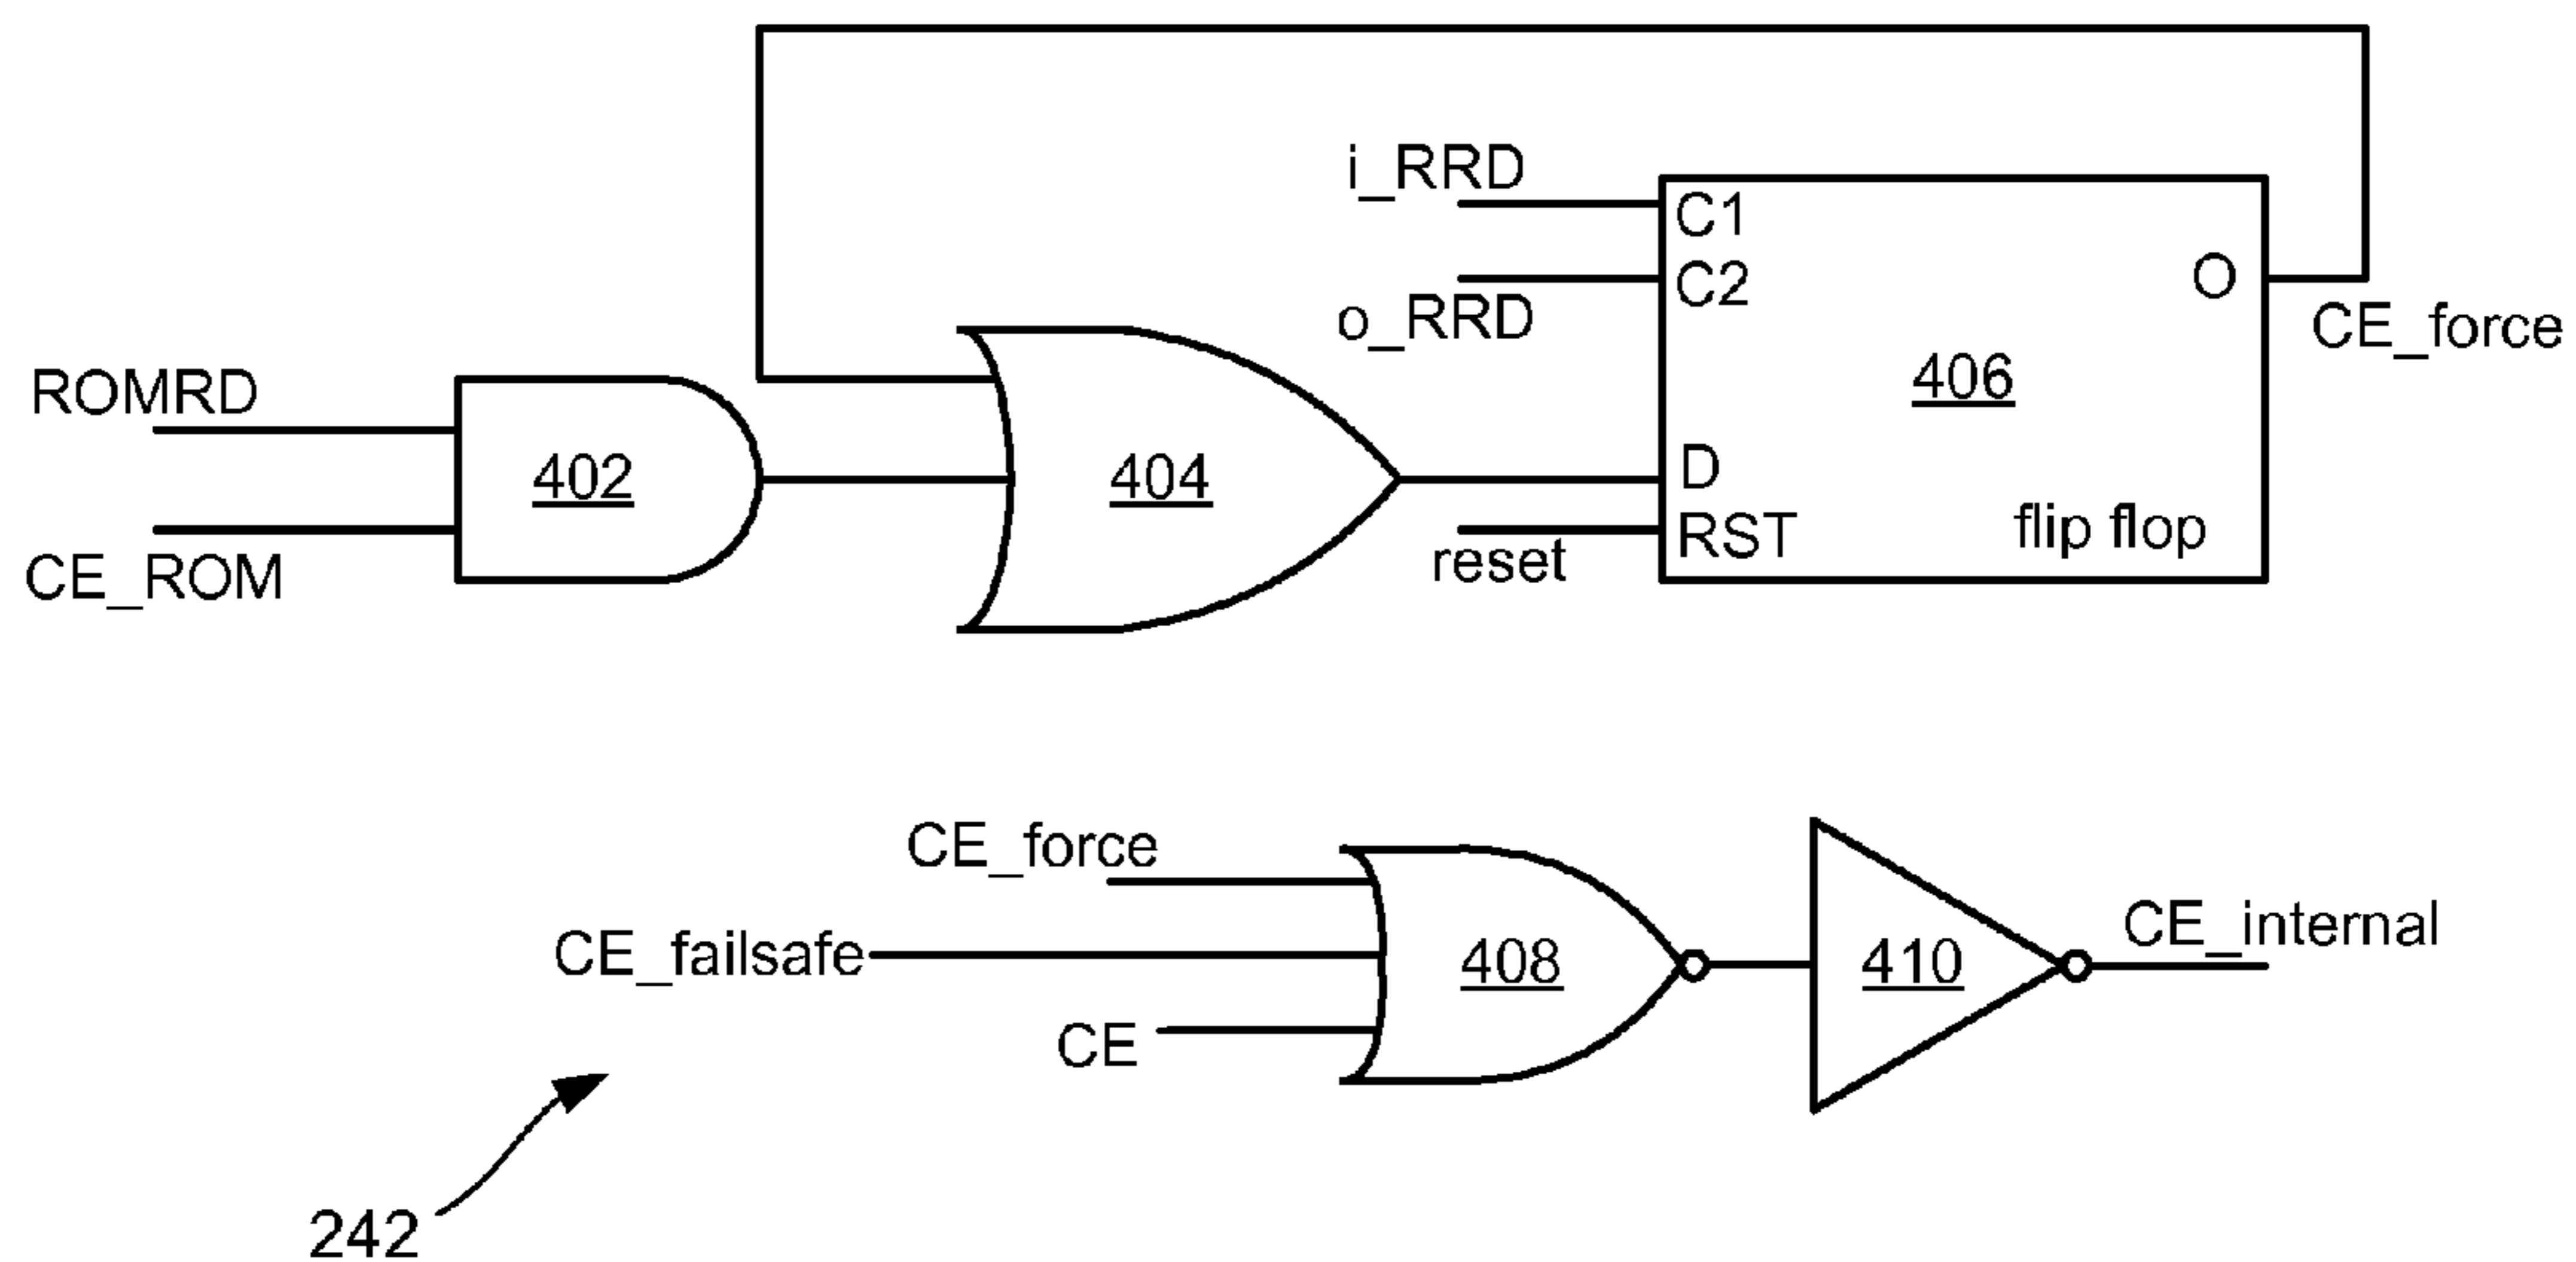 i_RRD
C1
C2
O
o_RRD
CE_force
406
ROMRD
402
404
D
CE_ROM
reset
RST
flip flop
CE_force
CE_failsafe
408
410
CE_internal
CE
242